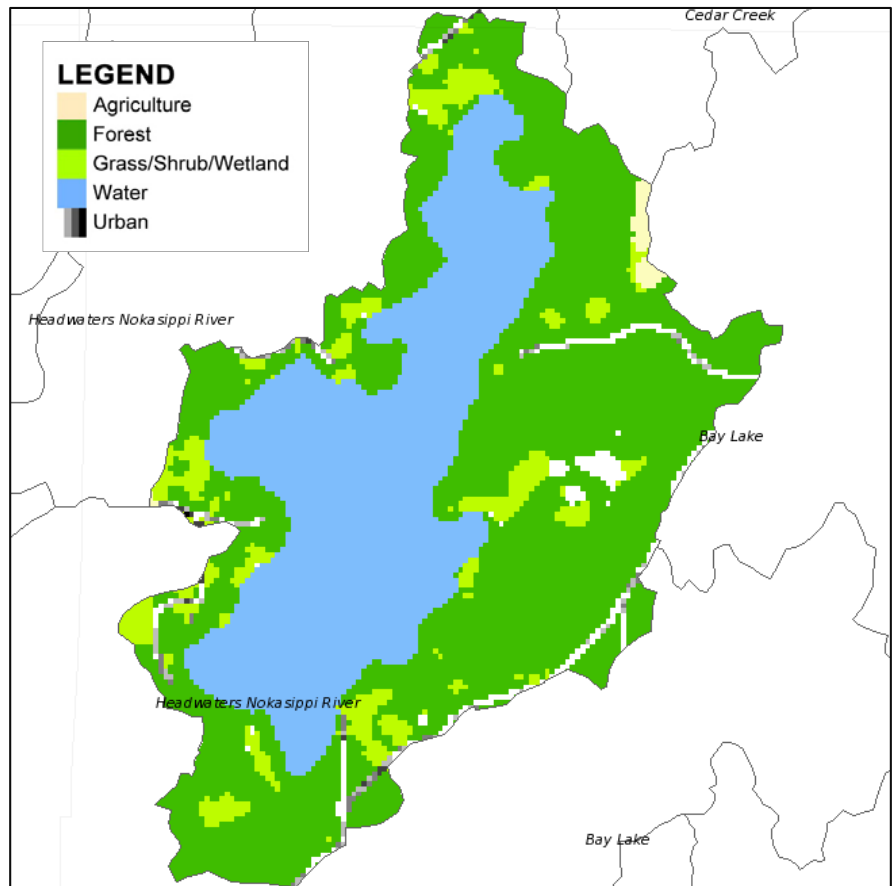 Cedar Creek
LEGEND
Agriculture
Forest
Grass/Shrub/Wetland
Water
Urban
Headwaters Nokasippi River
Bay Lake
Headwaters Nokasippi River
Bay Lake